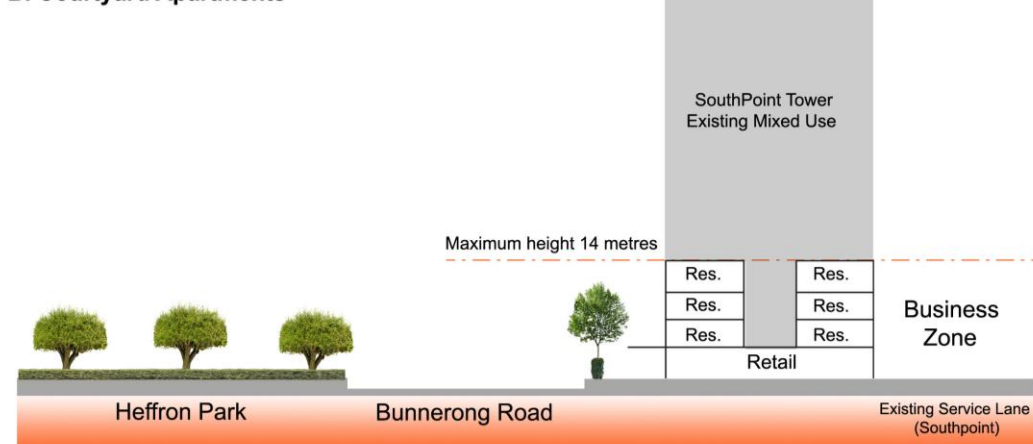 SouthPoint Tower
Existing Mixed Use
Maximum height 14 metres
Res.
Res.
Res.
Res.
Res.
Res.
Retail
Business
Zone
Heffron Park
Bunnerong Road
Existing Service Lane
(Southpoint)